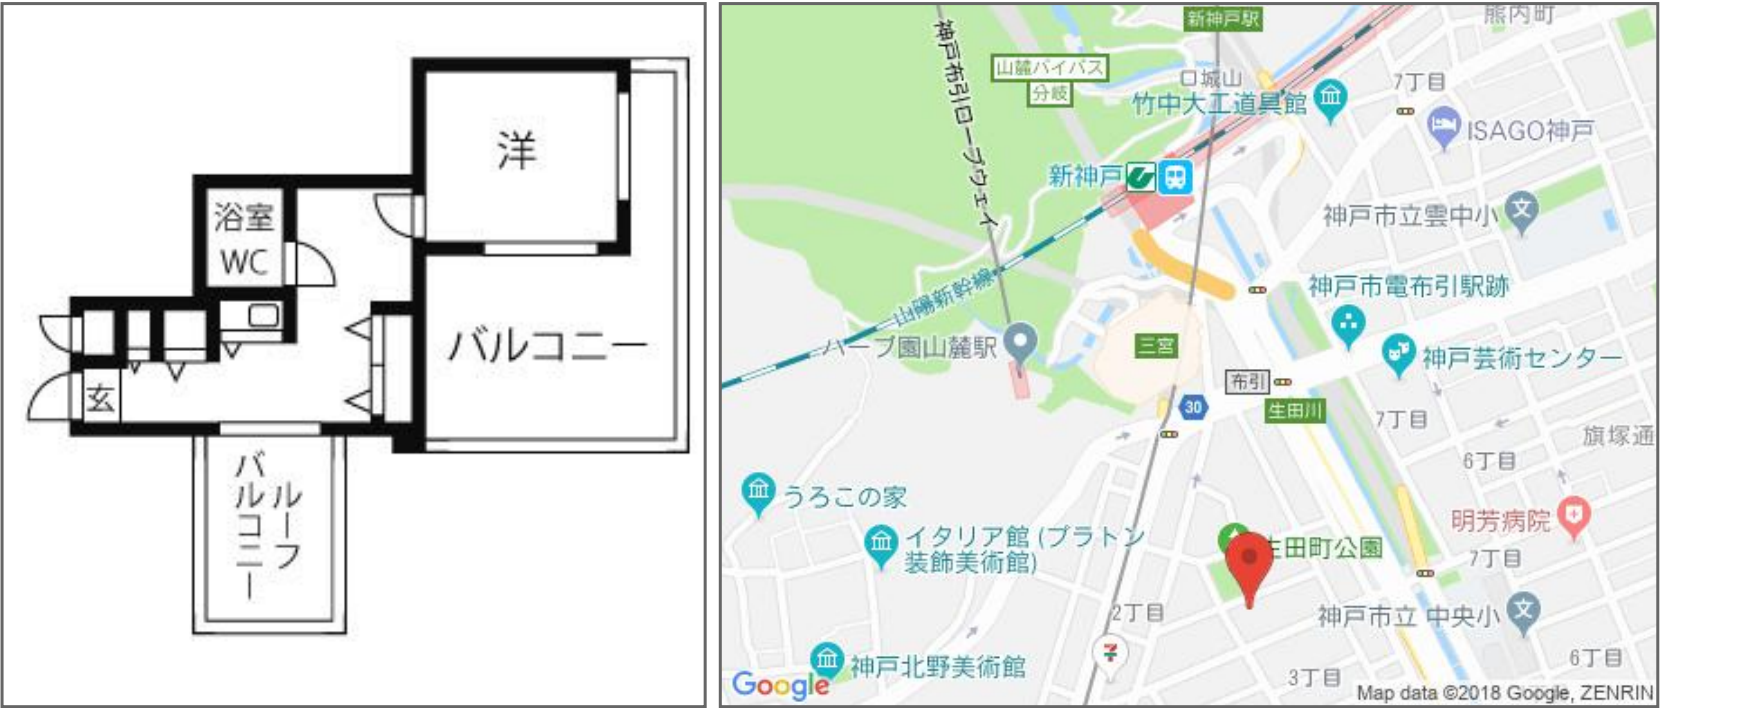 洋
浴室
WC
バルコニー
玄
ルーフ
バルコニー
新神戸駅
熊内町
神戸布引ロープウェイ
山麓バイパス
分岐
口城山
竹中大工道具館
7丁目
ISAGO神戸
新神戸
神戸市立雲中小
山陽新幹線
神戸市電布引駅跡
ハーブ園山麓駅
三宮
神戸芸術センター
布引
30
生田川
7丁目
旗塚通
6丁目
うろこの家
明芳病院
イタリア館 (プラトン
装飾美術館)
生田町公園
7丁目
2丁目
神戸市立 中央小
神戸北野美術館
6丁目
3丁目
Google
Map data ©2018 Google, ZENRIN